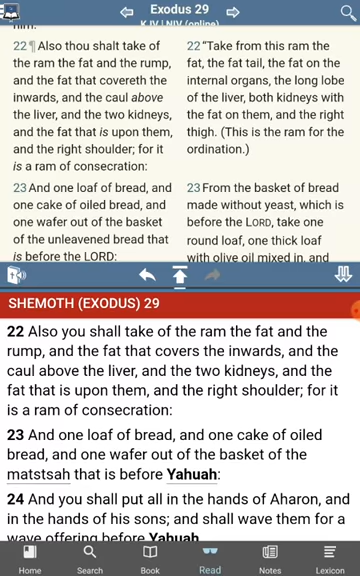 Exodus 29
KJV | NIV (online)
him.
22 ¶ Also thou shalt take of
the ram the fat and the rump,
and the fat that covereth the
inwards, and the caul above
the liver, and the two kidneys,
and the fat that is upon them,
and the right shoulder; for it
is a ram of consecration:
23 And one loaf of bread, and
one cake of oiled bread, and
one wafer out of the basket
of the unleavened bread that
is before the LORD:
22 “Take from this ram the
fat, the fat tail, the fat on the
internal organs, the long lobe
of the liver, both kidneys with
the fat on them, and the right
thigh. (This is the ram for the
ordination.)
23 From the basket of bread
made without yeast, which is
before the LORD, take one
round loaf, one thick loaf
with olive oil mixed in, and
SHEMOTH (EXODUS) 29
22 Also you shall take of the ram the fat and the
rump, and the fat that covers the inwards, and the
caul above the liver, and the two kidneys, and the
fat that is upon them, and the right shoulder; for it
is a ram of consecration:
23 And one loaf of bread, and one cake of oiled
bread, and one wafer out of the basket of the
matstsah that is before Yahuah:
24 And you shall put all in the hands of Aharon, and
in the hands of his sons; and shall wave them for a
wave offering before Yahuah
Home
Search
Book
Read
Notes
Lexicon